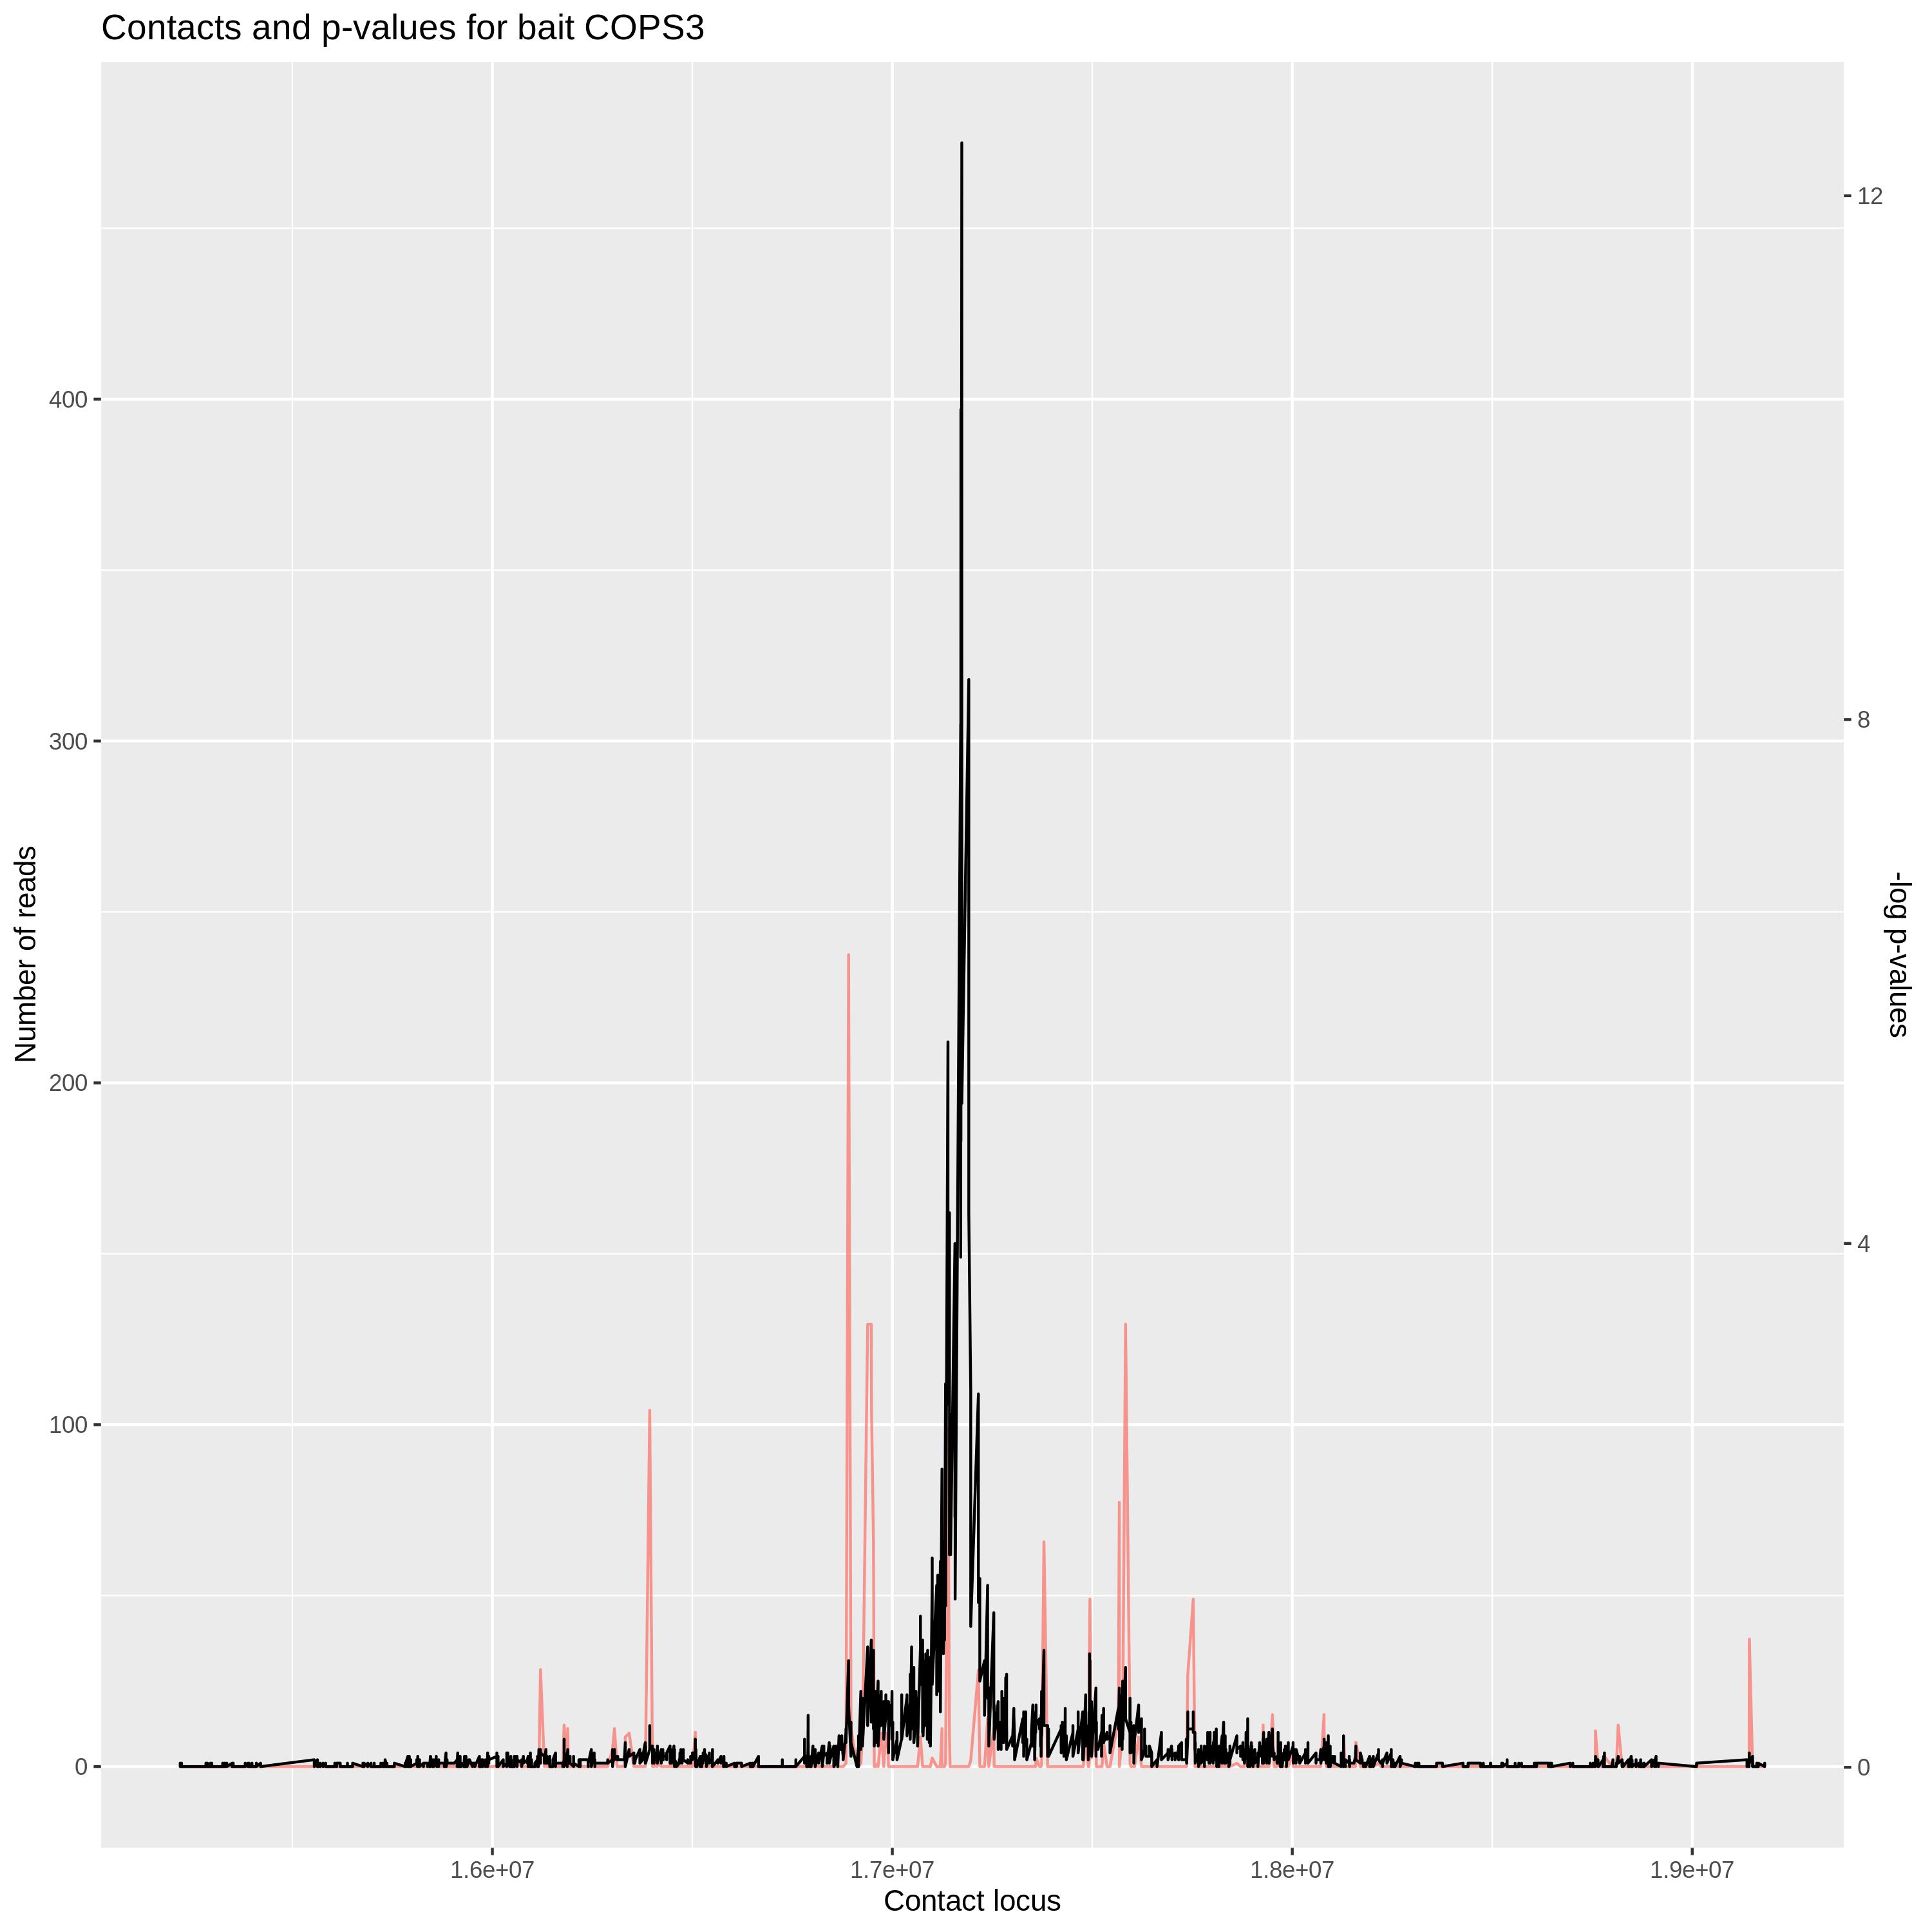 Contacts and p-values for bait COPS3
Number of reads
400
300
200
100
0
12
8
4
0
-log p-values
1.6e+07
1.7e+07
1.8e+07
1.9e+07
Contact locus